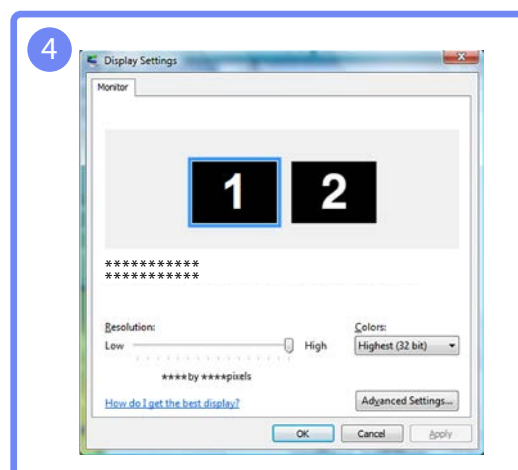 4
Display Settings
Monitor
1 2
***********
***********
Resolution:
Colors:
Low High
Highest (32 bit)
****by ****pixels
How do I get the best display?
Advanced Settings...
OK Cancel Apply